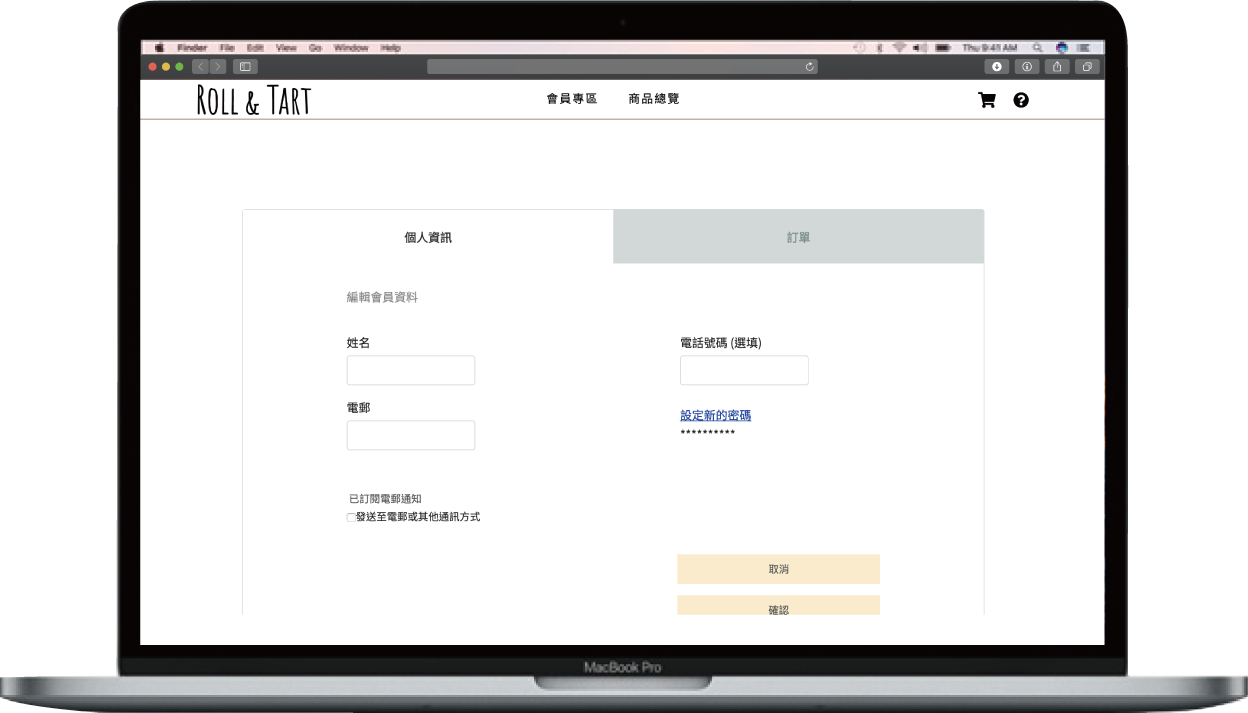 Finder File Edit View Go Window Help Thu 9:41 AM
ROLL & TART 會員專區 商品總覽
個人資訊 訂單
編輯會員資料
姓名 電話號碼 (選填)
電郵 設定新的密碼
**********
已訂閱電郵通知
發送至電郵或其他通訊方式
取消
確認
MacBook Pro